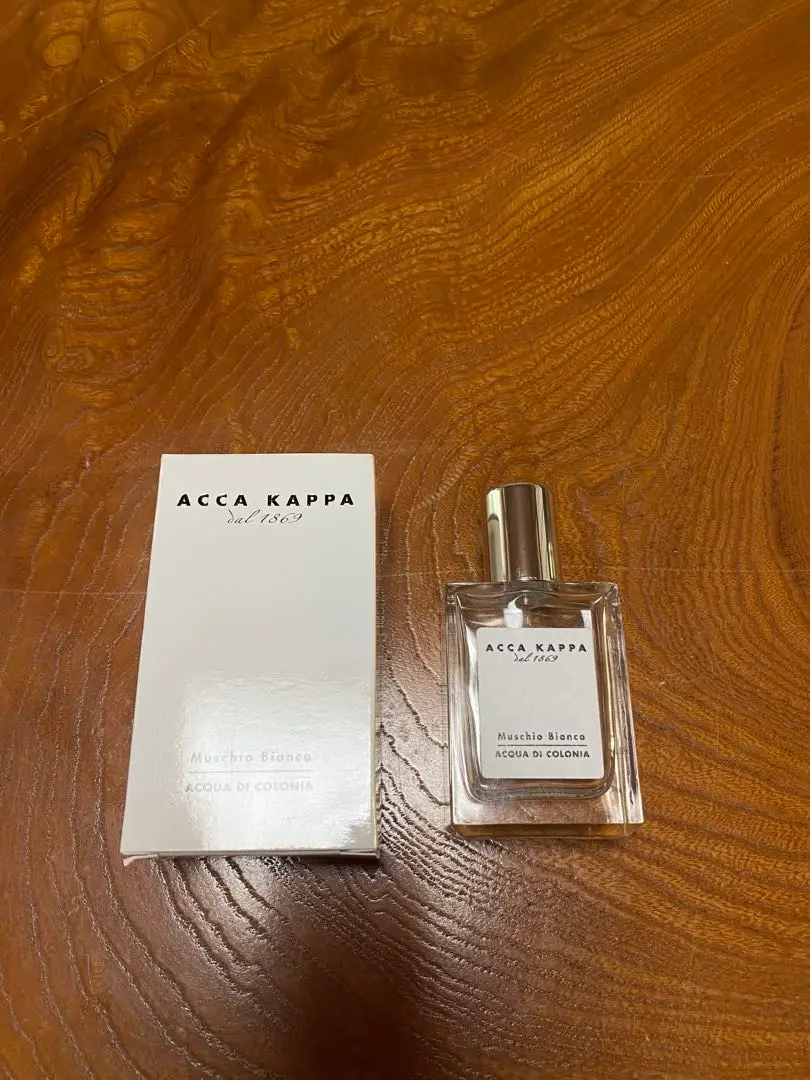 ACCA KAPPA
dal 1869
Muschio Bianco
ACQUA DI COLONIA
ACCA KAPPA
dal 1869
Muschio Bianco
ACQUA DI COLONIA